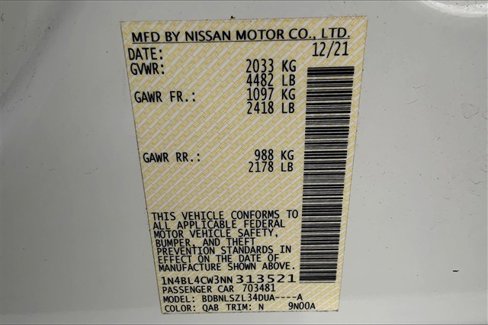 MFD BY NISSAN MOTOR CO., LTD.
DATE: 12/21
GVWR: 2033 KG
4482 LB
GAWR FR.: 1097 KG
2418 LB
GAWR RR.: 988 KG
2178 LB
THIS VEHICLE CONFORMS TO
ALL APPLICABLE FEDERAL
MOTOR VEHICLE SAFETY,
BUMPER, AND THEFT
PREVENTION STANDARDS IN
EFFECT ON THE DATE OF
MANUFACTURE SHOWN ABOVE.
1N4BL4CW3NN313521
PASSENGER CAR 703481
MODEL: BDBNLSZL34DUA----A
COLOR: QAB TRIM: N 9N00A